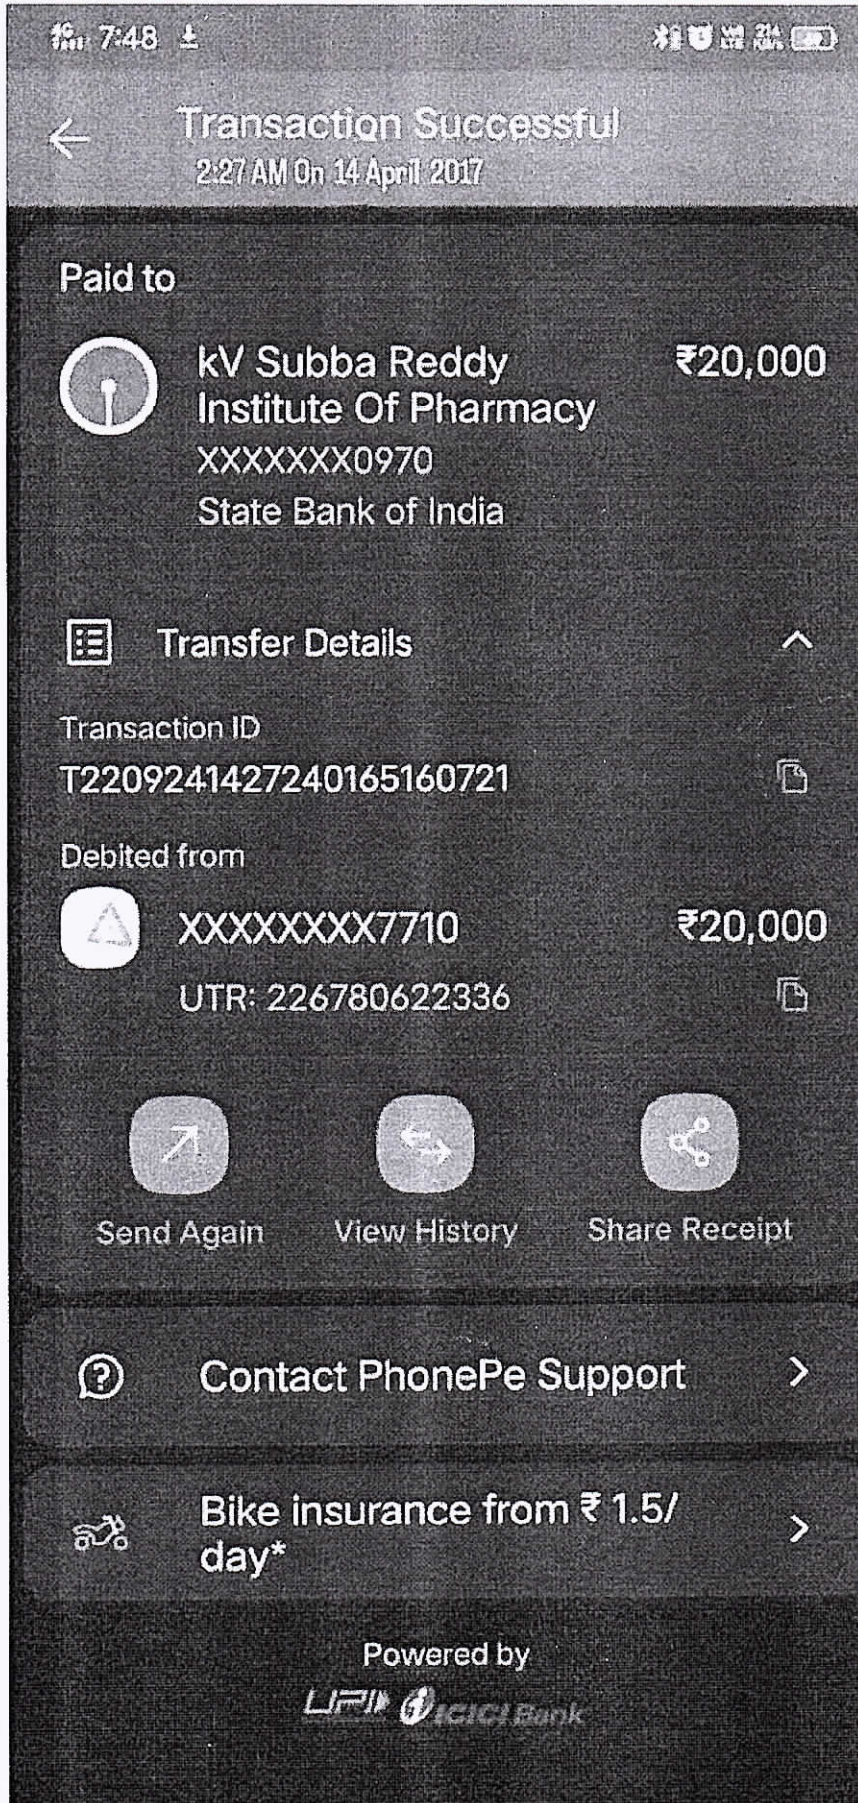 4G 7:48
Transaction Successful
2:27 AM On 14 April 2017
Paid to
kV Subba Reddy ₹20,000
Institute Of Pharmacy
XXXXXXX0970
State Bank of India
Transfer Details
Transaction ID
T2209241427240165160721
Debited from
XXXXXXXX7710 ₹20,000
UTR: 226780622336
Send Again View History Share Receipt
Contact PhonePe Support
Bike insurance from ₹ 1.5/
day*
Powered by
UPI ICICI Bank